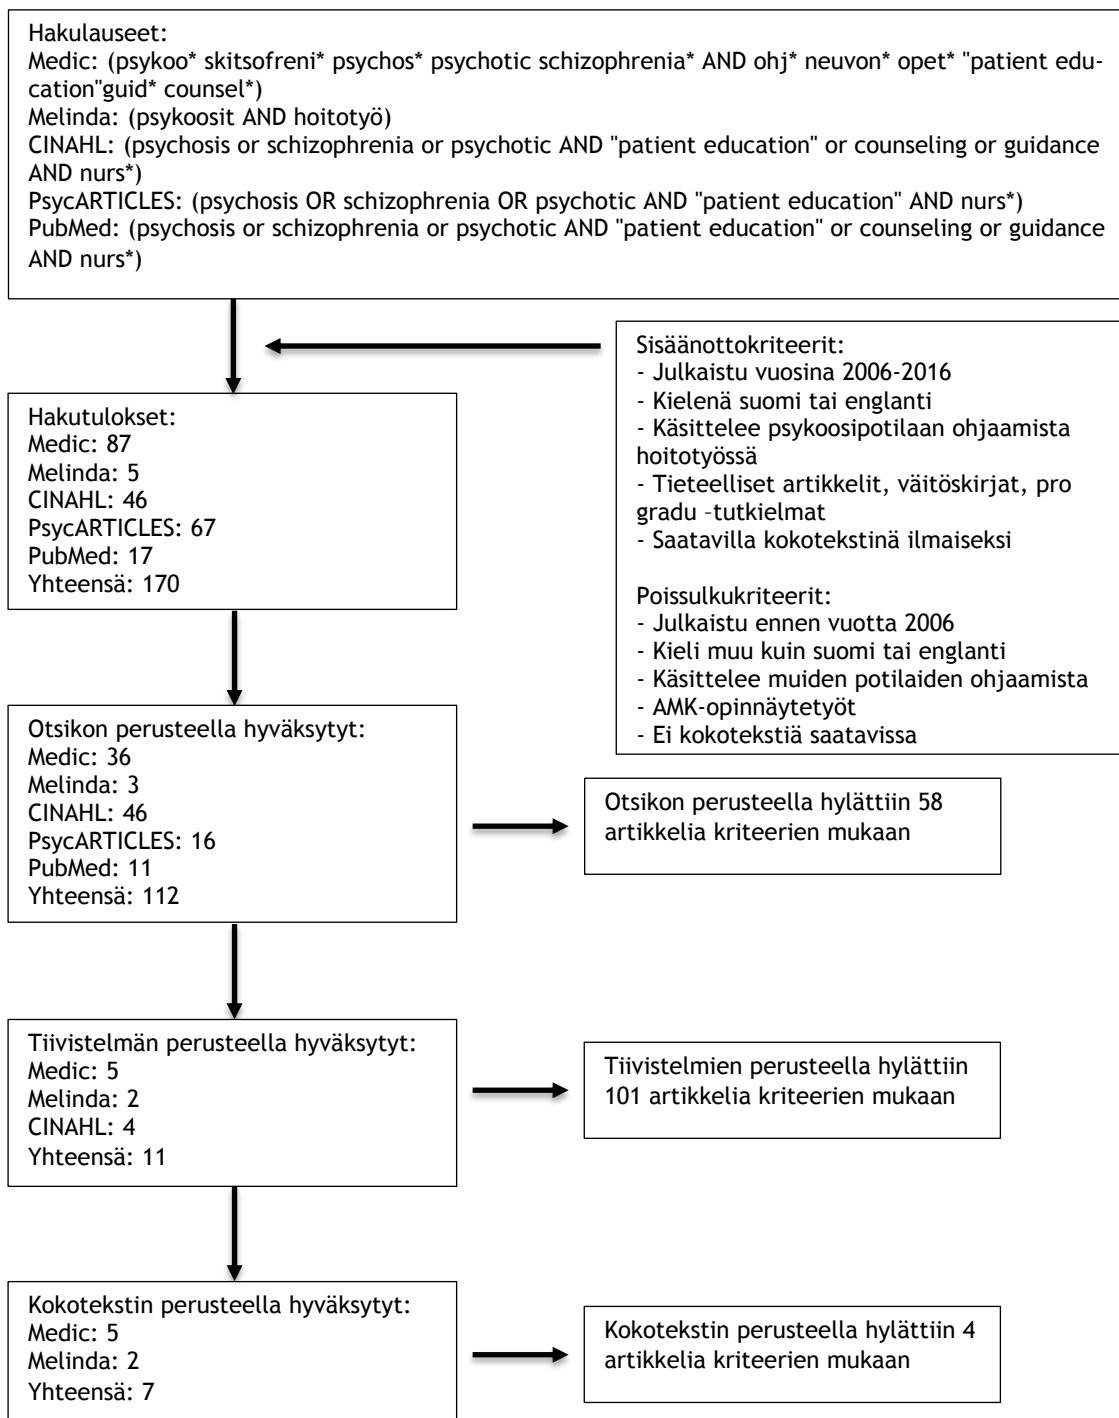 Hakulauseet:
Medic: (psykoo* skitsofreni* psychos* psychotic schizophrenia* AND ohj* neuvon* opet* "patient edu-
cation"guid* counsel*)
Melinda: (psykoosit AND hoitotyö)
CINAHL: (psychosis or schizophrenia or psychotic AND "patient education" or counseling or guidance
AND nurs*)
PsycARTICLES: (psychosis OR schizophrenia OR psychotic AND "patient education" AND nurs*)
PubMed: (psychosis or schizophrenia or psychotic AND "patient education" or counseling or guidance
AND nurs*)
Sisäänottokriteerit:
- Julkaistu vuosina 2006-2016
- Kielenä suomi tai englanti
- Käsittelee psykoosipotilaan ohjaamista
hoitotyössä
- Tieteelliset artikkelit, väitöskirjat, pro
gradu –tutkielmat
- Saatavilla kokotekstinä ilmaiseksi
Poissulkukriteerit:
- Julkaistu ennen vuotta 2006
- Kieli muu kuin suomi tai englanti
- Käsittelee muiden potilaiden ohjaamista
- AMK-opinnäytetyöt
- Ei kokotekstiä saatavissa
Hakutulokset:
Medic: 87
Melinda: 5
CINAHL: 46
PsycARTICLES: 67
PubMed: 17
Yhteensä: 170
Otsikon perusteella hyväksytyt:
Medic: 36
Melinda: 3
CINAHL: 46
PsycARTICLES: 16
PubMed: 11
Yhteensä: 112
Otsikon perusteella hylättiin 58
artikkelia kriteerien mukaan
Tiivistelmän perusteella hyväksytyt:
Medic: 5
Melinda: 2
CINAHL: 4
Yhteensä: 11
Tiivistelmien perusteella hylättiin
101 artikkelia kriteerien mukaan
Kokotekstin perusteella hyväksytyt:
Medic: 5
Melinda: 2
Yhteensä: 7
Kokotekstin perusteella hylättiin 4
artikkelia kriteerien mukaan